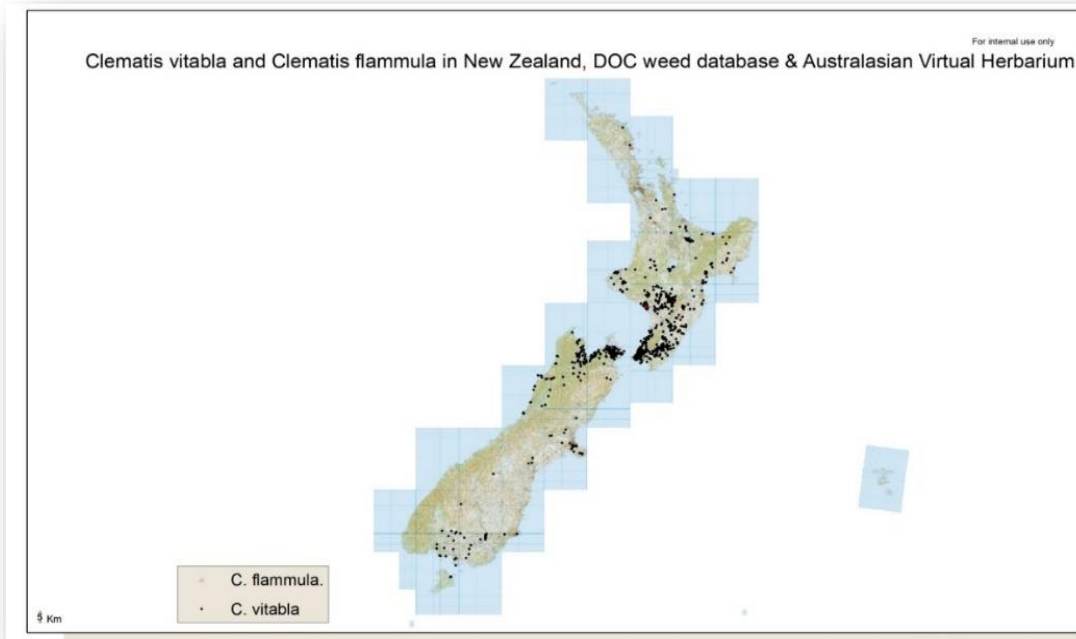 For internal use only
Clematis vitabla and Clematis flammula in New Zealand, DOC weed database & Australasian Virtual Herbarium
C. flammula.
C. vitabla
Km